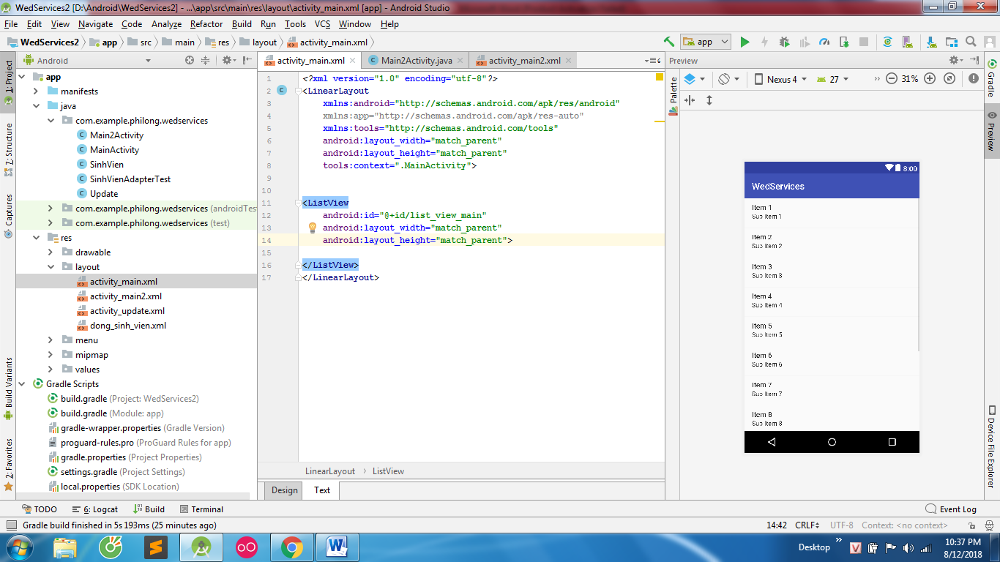 WedServices2 [D:\Android\WedServices2] - ...\app\src\main\res\layout\activity_main.xml [app] - Android Studio
File Edit View Navigate Code Analyze Refactor Build Run Tools VCS Window Help
WedServices2 app src main res layout activity_main.xml app
1: Project
7: Structure
Captures
Build Variants
2: Favorites
Android
app
manifests
java
com.example.philong.wedservices
Main2Activity
MainActivity
SinhVien
SinhVienAdapterTest
Update
com.example.philong.wedservices (androidTes
com.example.philong.wedservices (test)
res
drawable
layout
activity_main.xml
activity_main2.xml
activity_update.xml
dong_sinh_vien.xml
menu
mipmap
values
Gradle Scripts
build.gradle (Project: WedServices2)
build.gradle (Module: app)
gradle-wrapper.properties (Gradle Version)
proguard-rules.pro (ProGuard Rules for app)
gradle.properties (Project Properties)
settings.gradle (Project Settings)
local.properties (SDK Location)
activity_main.xml Main2Activity.java activity_main2.xml
1 <?xml version="1.0" encoding="utf-8"?>
2 <LinearLayout
3 xmlns:android="http://schemas.android.com/apk/res/android"
4 xmlns:app="http://schemas.android.com/apk/res-auto"
5 xmlns:tools="http://schemas.android.com/tools"
6 android:layout_width="match_parent"
7 android:layout_height="match_parent"
8 tools:context=".MainActivity">
9
10
11 <ListView
12 android:id="@+id/list_view_main"
13 android:layout_width="match_parent"
14 android:layout_height="match_parent">
15
16 </ListView>
17 </LinearLayout>
LinearLayout ListView
Design Text
Preview
Palette
Nexus 4 27 31%
8:00
WedServices
Item 1
Sub Item 1
Item 2
Sub Item 2
Item 3
Sub Item 3
Item 4
Sub Item 4
Item 5
Sub Item 5
Item 6
Sub Item 6
Item 7
Sub Item 7
Item 8
Sub Item 8
Gradle
Preview
Device File Explorer
TODO 6: Logcat Build Terminal Event Log
Gradle build finished in 5s 193ms (25 minutes ago) 14:42 CRLF UTF-8 Context: <no context>
Desktop 10:37 PM
8/12/2018